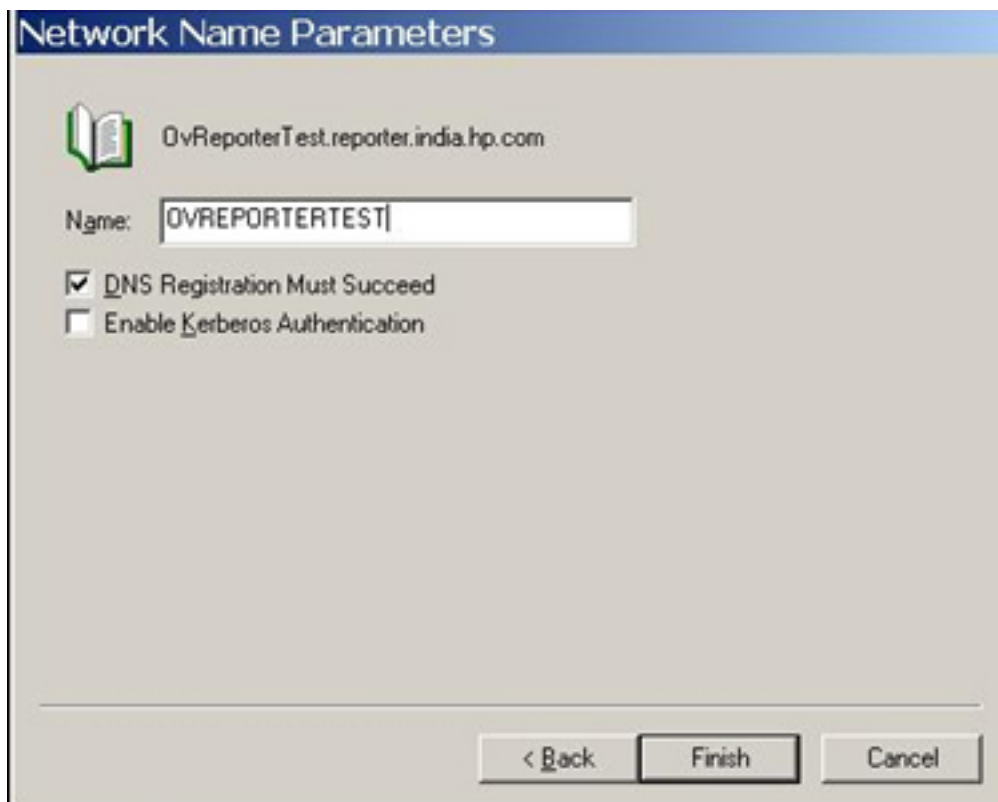 Network Name Parameters
OvReporterTest.reporter.india.hp.com
Name: OVREPORTERTEST
DNS Registration Must Succeed
Enable Kerberos Authentication
< Back Finish Cancel